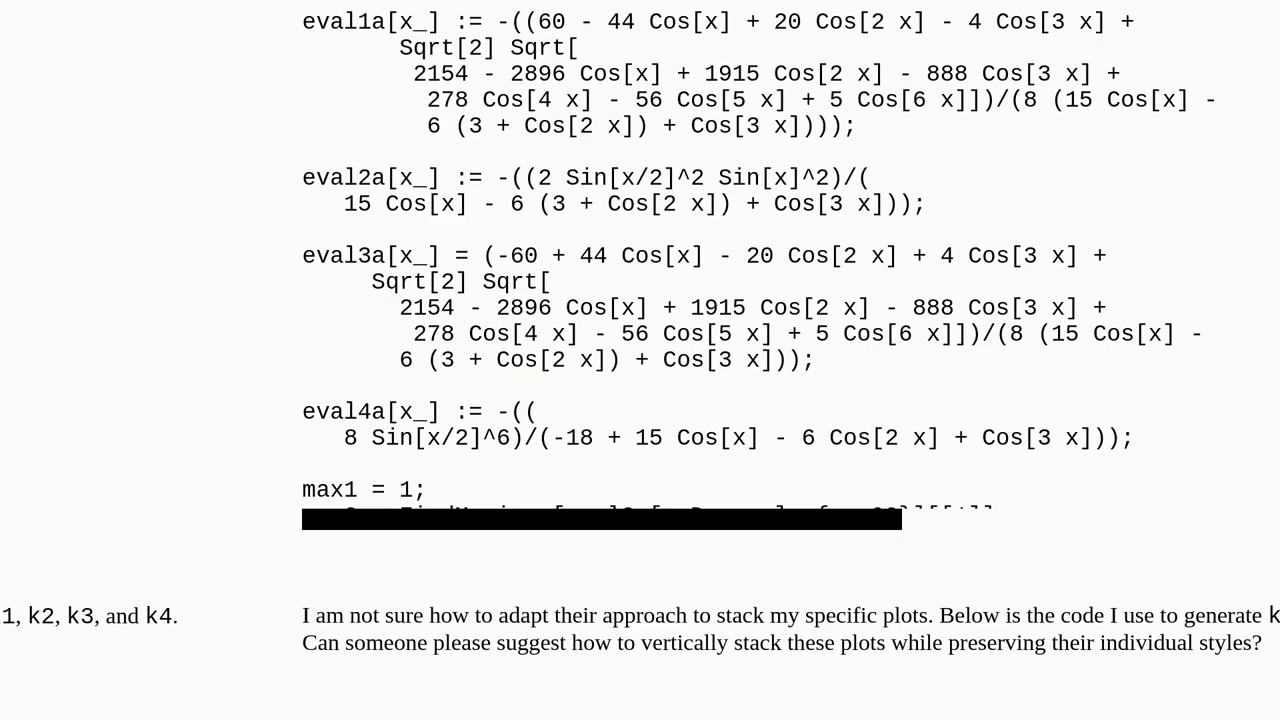 eval1a[x_] := -((60 - 44 Cos[x] + 20 Cos[2 x] - 4 Cos[3 x] +
Sqrt[2] Sqrt[
2154 - 2896 Cos[x] + 1915 Cos[2 x] - 888 Cos[3 x] +
278 Cos[4 x] - 56 Cos[5 x] + 5 Cos[6 x]])/(8 (15 Cos[x] -
6 (3 + Cos[2 x]) + Cos[3 x])));
eval2a[x_] := -((2 Sin[x/2]^2 Sin[x]^2)/(
15 Cos[x] - 6 (3 + Cos[2 x]) + Cos[3 x]));
eval3a[x_] = (-60 + 44 Cos[x] - 20 Cos[2 x] + 4 Cos[3 x] +
Sqrt[2] Sqrt[
2154 - 2896 Cos[x] + 1915 Cos[2 x] - 888 Cos[3 x] +
278 Cos[4 x] - 56 Cos[5 x] + 5 Cos[6 x]])/(8 (15 Cos[x] -
6 (3 + Cos[2 x]) + Cos[3 x]));
eval4a[x_] := -((
8 Sin[x/2]^6)/(-18 + 15 Cos[x] - 6 Cos[2 x] + Cos[3 x]));
max1 = 1;
1, k2, k3, and k4.
I am not sure how to adapt their approach to stack my specific plots. Below is the code I use to generate k
Can someone please suggest how to vertically stack these plots while preserving their individual styles?